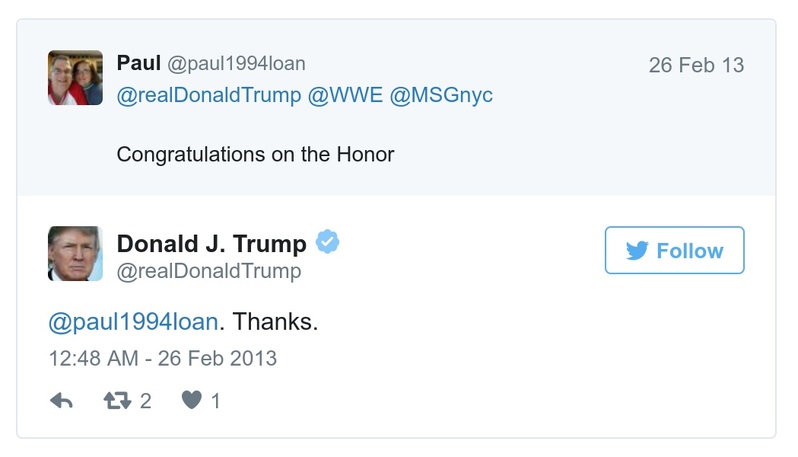 Paul @paul1994loan
26 Feb 13
@realDonaldTrump @WWE @MSGnyc
Congratulations on the Honor
Donald J. Trump
Follow
@realDonaldTrump
@paul1994loan. Thanks.
12:48 AM - 26 Feb 2013
2 1